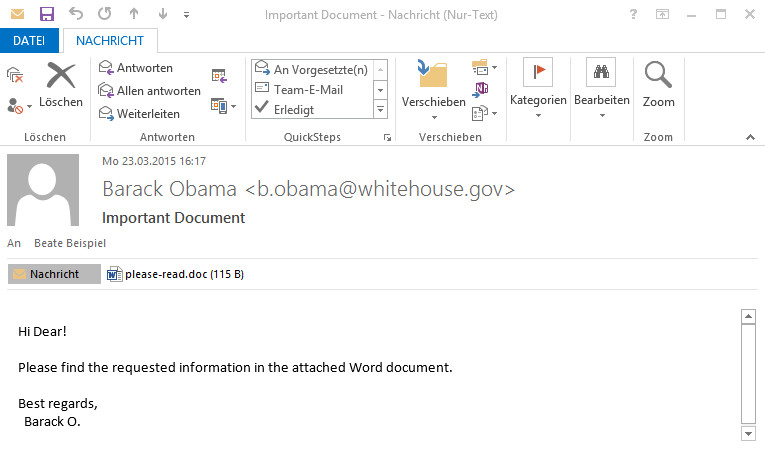 Important Document - Nachricht (Nur-Text)
DATEI
NACHRICHT
Löschen
Löschen
Antworten
Allen antworten
Weiterleiten
Antworten
An Vorgesetzte(n)
Team-E-Mail
Erledigt
QuickSteps
Verschieben
Verschieben
Kategorien
Bearbeiten
Zoom
Zoom
Mo 23.03.2015 16:17
Barack Obama <b.obama@whitehouse.gov>
Important Document
An Beate Beispiel
Nachricht
please-read.doc (115 B)
Hi Dear!
Please find the requested information in the attached Word document.
Best regards,
Barack O.